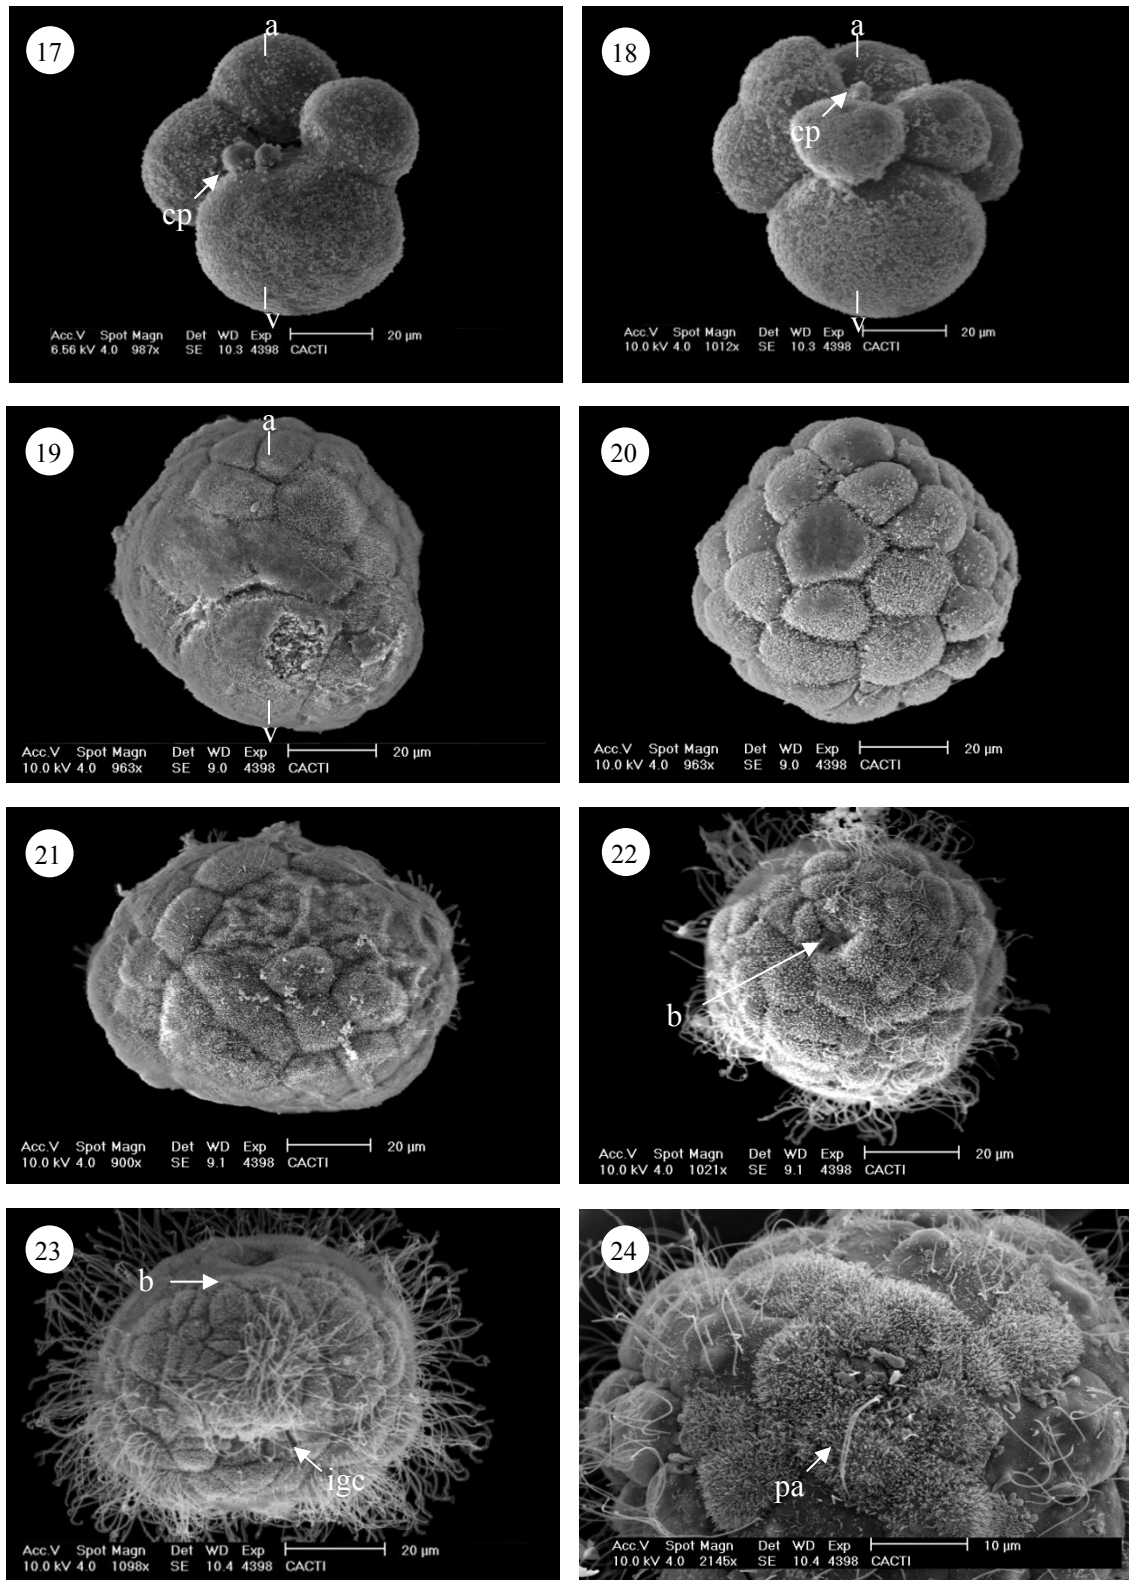 17
a
cp
v
Acc.V Spot Magn Det WD Exp 20 µm
6.56 kV 4.0 987x SE 10.3 4398 CACTI
18
a
cp
v
Acc.V Spot Magn Det WD Exp 20 µm
10.0 kV 4.0 1012x SE 10.3 4398 CACTI
19
a
v
Acc.V Spot Magn Det WD Exp 20 µm
10.0 kV 4.0 963x SE 9.0 4398 CACTI
20
Acc.V Spot Magn Det WD Exp 20 µm
10.0 kV 4.0 963x SE 9.0 4398 CACTI
21
Acc.V Spot Magn Det WD Exp 20 µm
10.0 kV 4.0 900x SE 9.1 4398 CACTI
22
b
Acc.V Spot Magn Det WD Exp 20 µm
10.0 kV 4.0 1021x SE 9.1 4398 CACTI
23
b
igc
Acc.V Spot Magn Det WD Exp 20 µm
10.0 kV 4.0 1098x SE 10.4 4398 CACTI
24
pa
Acc.V Spot Magn Det WD Exp 10 µm
10.0 kV 4.0 2145x SE 10.4 4398 CACTI